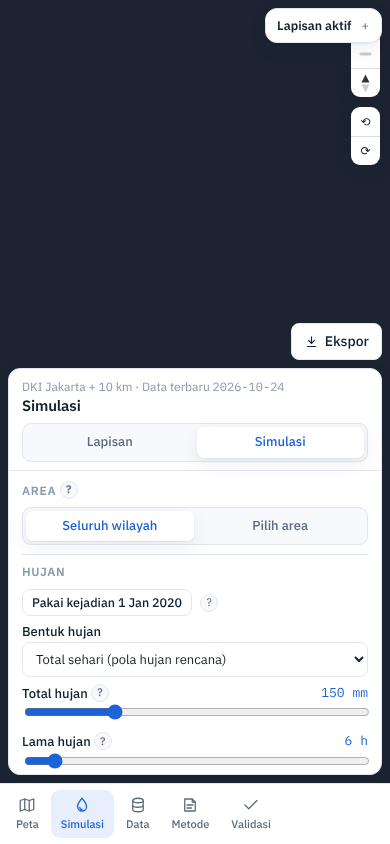 Lapisan aktif +
Ekspor
DKI Jakarta + 10 km · Data terbaru 2026-10-24
Simulasi
Lapisan
Simulasi
AREA ?
Seluruh wilayah
Pilih area
HUJAN
Pakai kejadian 1 Jan 2020 ?
Bentuk hujan
Total sehari (pola hujan rencana)
Total hujan ? 150 mm
Lama hujan ? 6 h
Peta
Simulasi
Data
Metode
Validasi